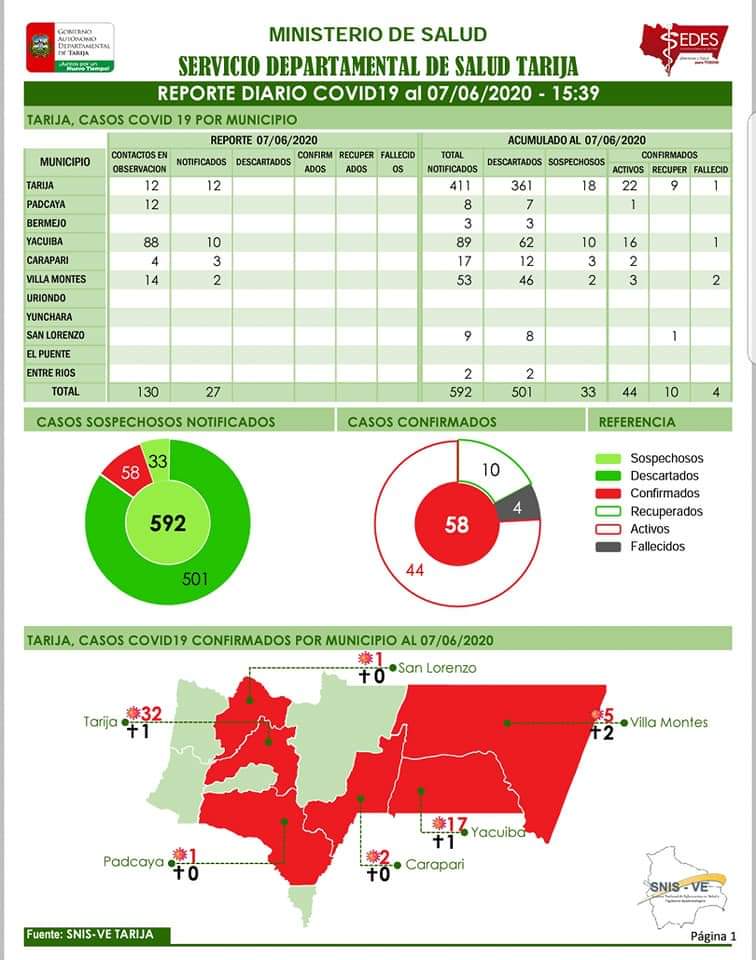 GOBIERNO
AUTÓNOMO
DEPARTAMENTAL
DE TARIJA
¡Juntos por un
Nuevo Tiempo!
MINISTERIO DE SALUD
SERVICIO DEPARTAMENTAL DE SALUD TARIJA
SEDES
REPORTE DIARIO COVID19 al 07/06/2020 - 15:39
TARIJA, CASOS COVID 19 POR MUNICIPIO
MUNICIPIO REPORTE 07/06/2020 ACUMULADO AL 07/06/2020
CONTACTOS EN OBSERVACION NOTIFICADOS DESCARTADOS CONFIRM ADOS RECUPER ADOS FALLECID OS TOTAL NOTIFICADOS DESCARTADOS SOSPECHOSOS CONFIRMADOS
ACTIVOS RECUPER FALLECID
TARIJA 12 12 411 361 18 22 9 1
PADCAYA 12 8 7 1
BERMEJO 3 3
YACUIBA 88 10 89 62 10 16 1
CARAPARI 4 3 17 12 3 2
VILLA MONTES 14 2 53 46 2 3 2
URIONDO
YUNCHARA
SAN LORENZO 9 8 1
EL PUENTE
ENTRE RIOS 2 2
TOTAL 130 27 592 501 33 44 10 4
CASOS SOSPECHOSOS NOTIFICADOS
58
33
592
501
CASOS CONFIRMADOS
10
4
58
44
REFERENCIA
Sospechosos
Descartados
Confirmados
Recuperados
Activos
Fallecidos
TARIJA, CASOS COVID19 CONFIRMADOS POR MUNICIPIO AL 07/06/2020
1
0
San Lorenzo
Tarija
32
1
5
2
Villa Montes
17
1
Yacuiba
Padcaya
1
0
2
0
Carapari
SNIS - VE
Fuente: SNIS-VE TARIJA
Página 1